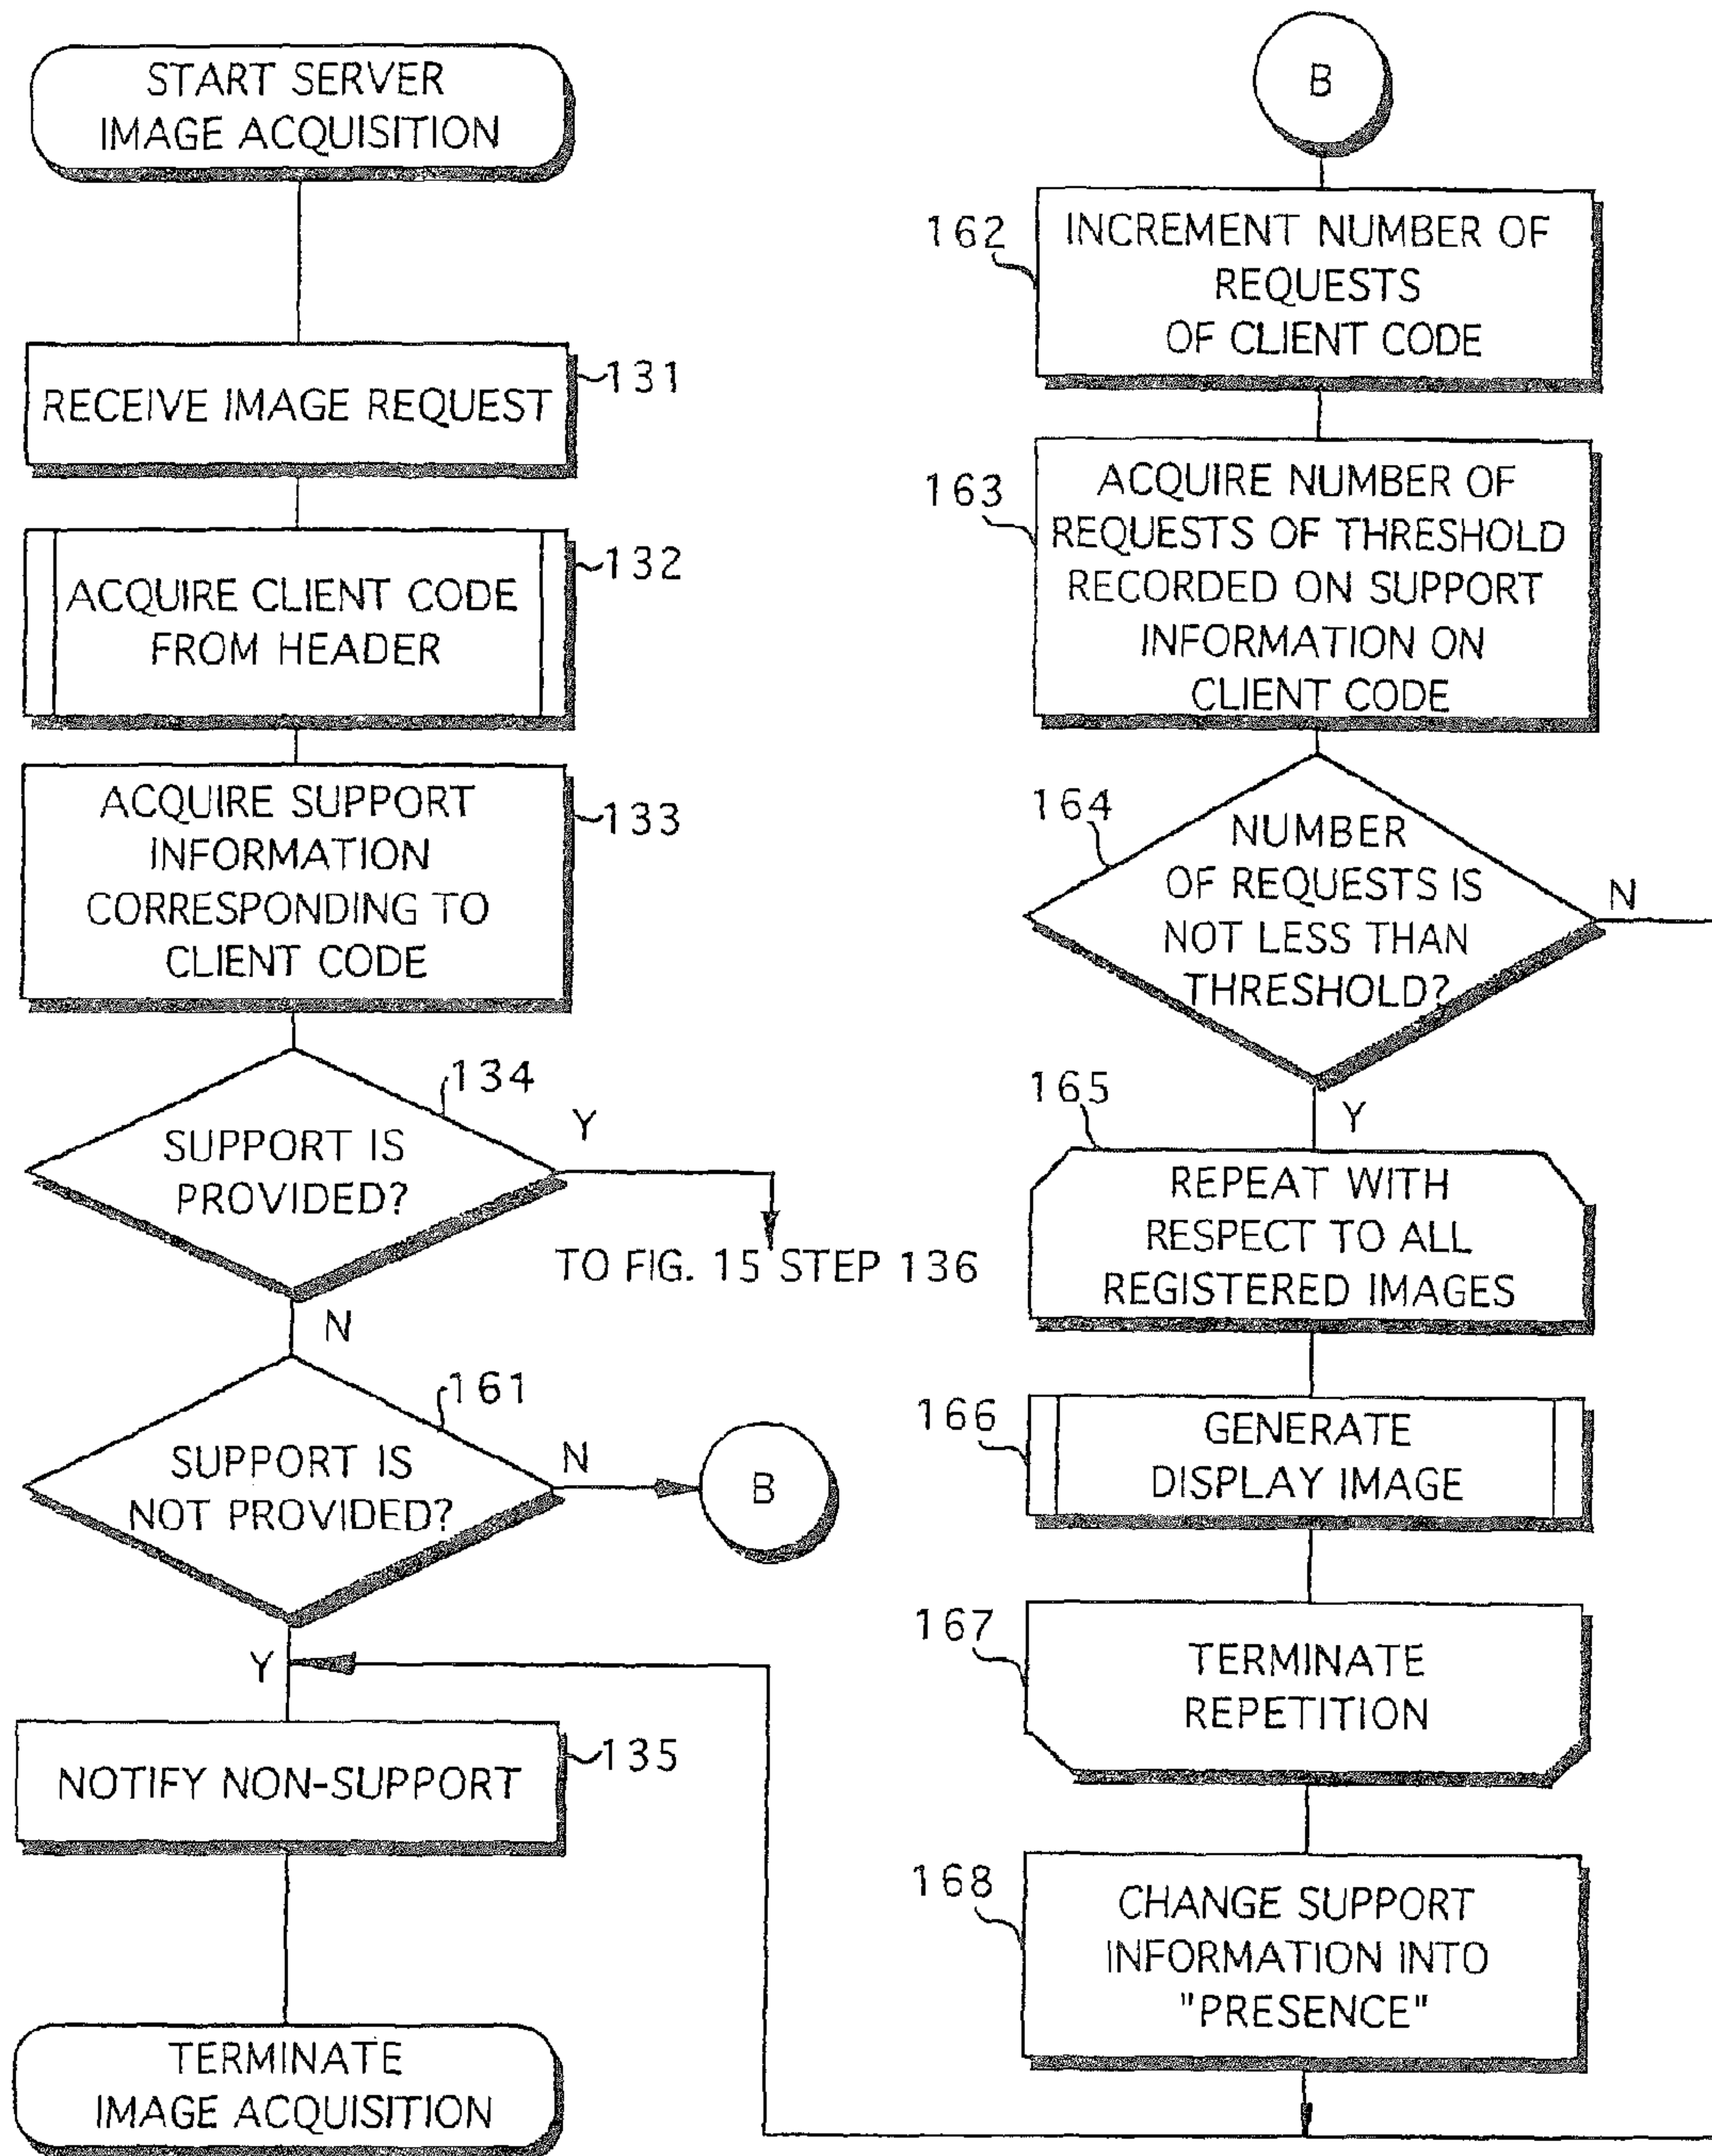 START SERVER
IMAGE ACQUISITION
RECEIVE IMAGE REQUEST
131
ACQUIRE CLIENT CODE
FROM HEADER
132
ACQUIRE SUPPORT
INFORMATION
CORRESPONDING TO
CLIENT CODE
133
134
SUPPORT IS
PROVIDED?
Y
TO FIG. 15 STEP 136
N
161
SUPPORT IS
NOT PROVIDED?
N
B
Y
NOTIFY NON-SUPPORT
135
TERMINATE
IMAGE ACQUISITION
B
162
INCREMENT NUMBER OF
REQUESTS
OF CLIENT CODE
163
ACQUIRE NUMBER OF
REQUESTS OF THRESHOLD
RECORDED ON SUPPORT
INFORMATION ON
CLIENT CODE
164
NUMBER
OF REQUESTS IS
NOT LESS THAN
THRESHOLD?
N
Y
165
REPEAT WITH
RESPECT TO ALL
REGISTERED IMAGES
166
GENERATE
DISPLAY IMAGE
167
TERMINATE
REPETITION
168
CHANGE SUPPORT
INFORMATION INTO
"PRESENCE"